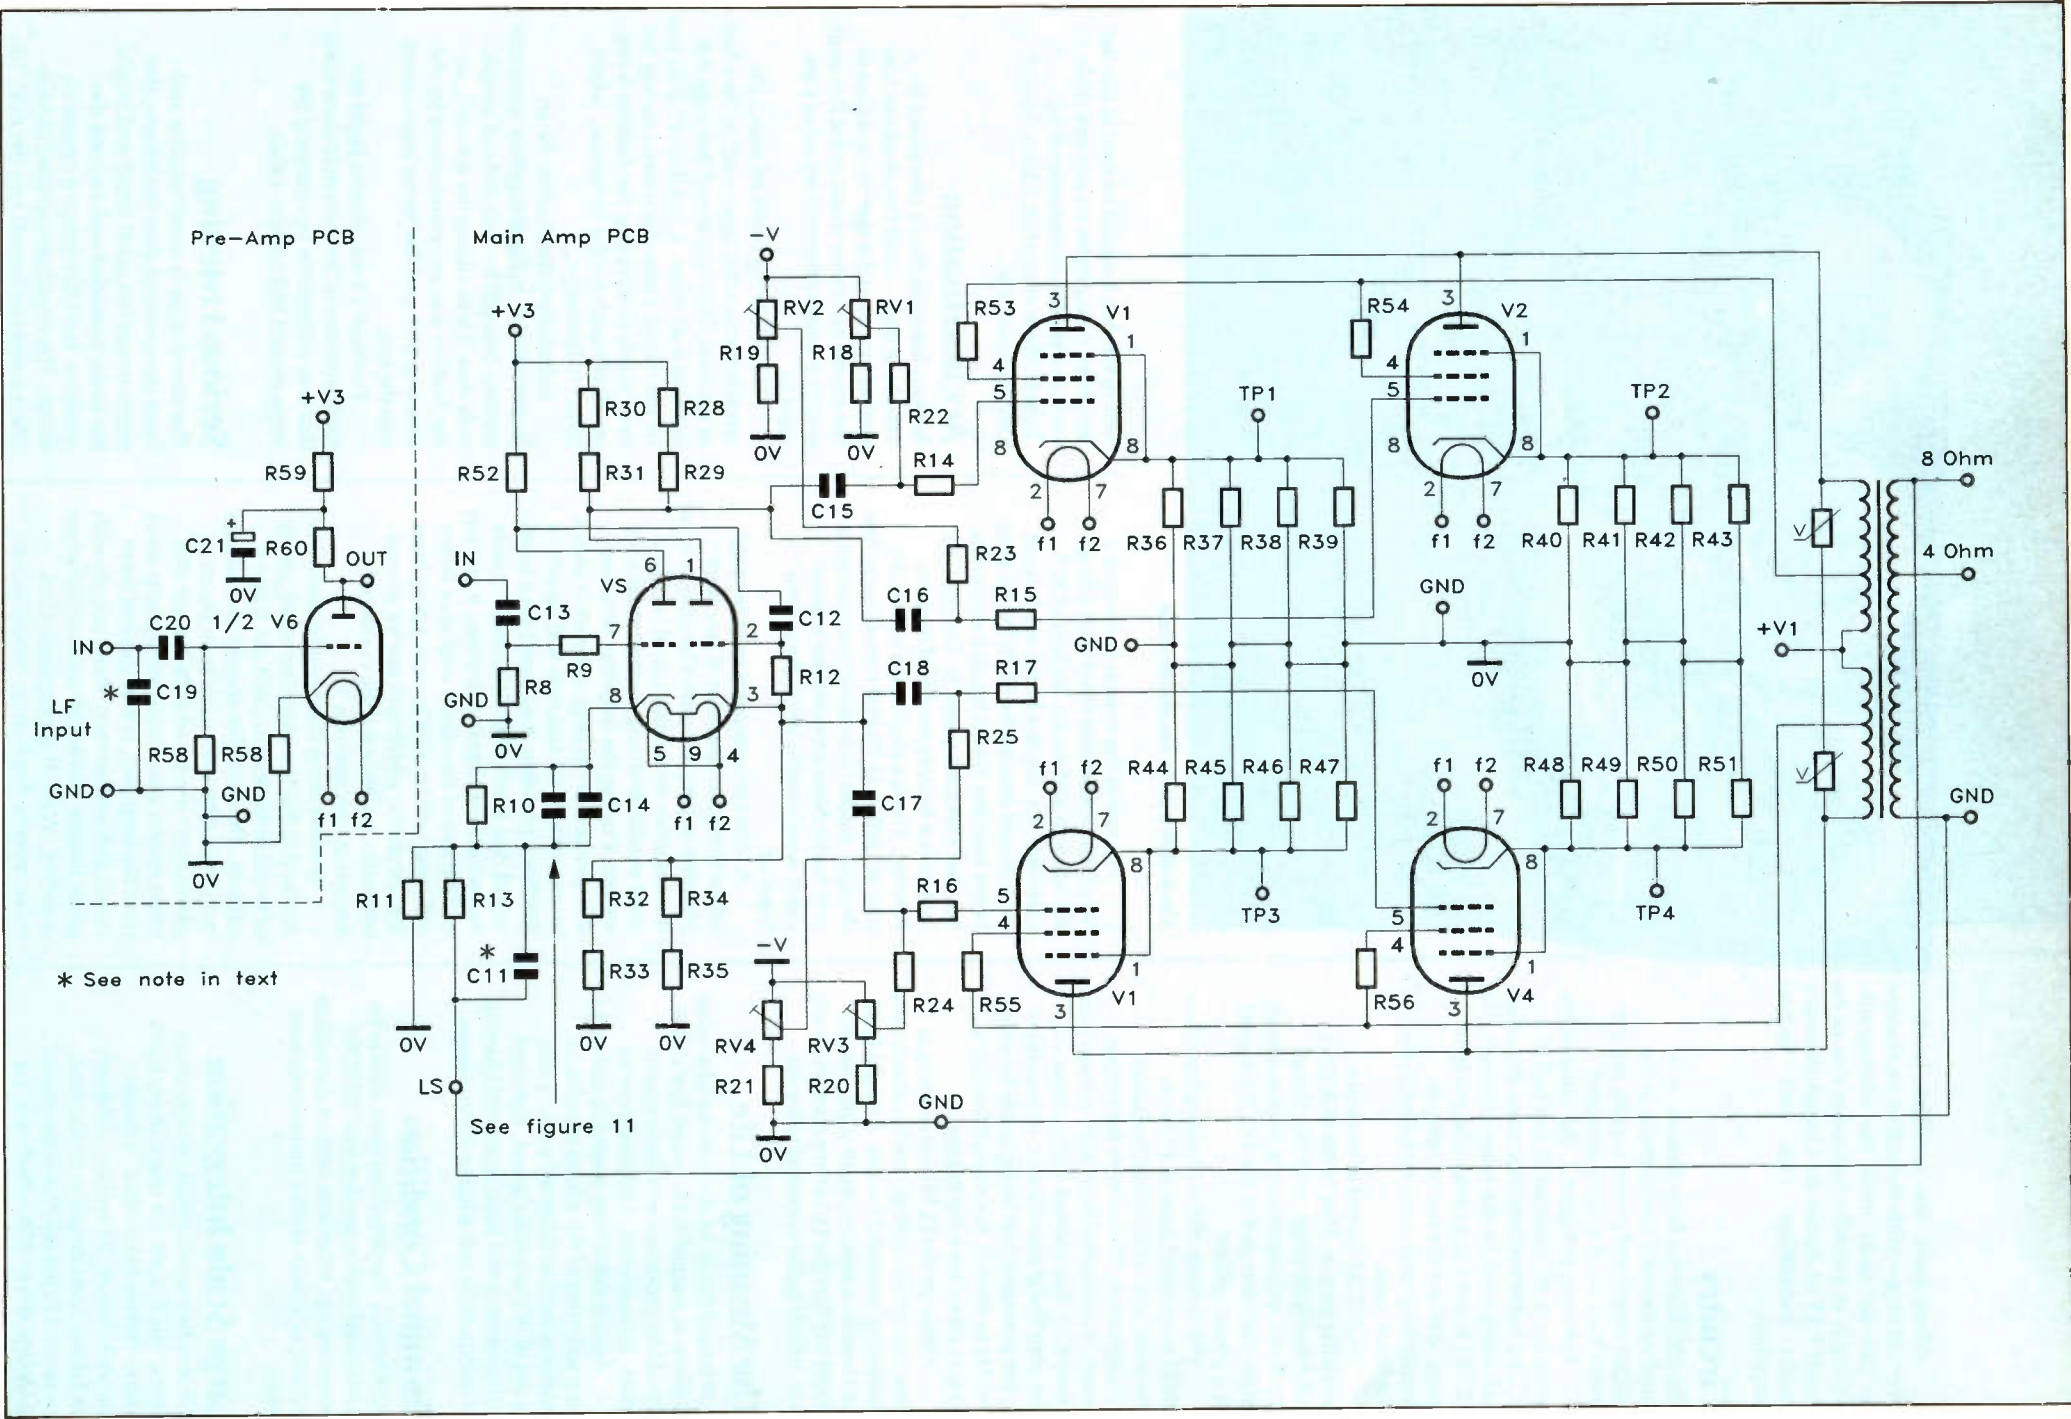 Pre-Amp PCB
Main Amp PCB
-V
+V3
RV2
RV1
R19
R18
R22
0V
0V
R30
R28
R52
R31
R29
C15
R14
R53
3
V1
1
4
5
8
8
2
7
f1
f2
R54
3
V2
1
4
5
8
8
2
7
f1
f2
TP1
TP2
R36
R37
R38
R39
R40
R41
R42
R43
V
8 Ohm
4 Ohm
+V1
GND
+V3
R59
+
C21
R60
OUT
0V
C20
1/2 V6
IN
*
C19
LF
Input
R58
R58
GND
GND
f1
f2
0V
IN
C13
R9
R8
GND
0V
VS
6
1
7
2
8
3
5
9
4
f1
f2
C12
R12
R23
C16
R15
C18
R17
R25
C17
GND
GND
0V
R10
C14
R11
R13
*
C11
0V
R32
R34
R33
R35
0V
0V
LS
See figure 11
* See note in text
-V
RV4
RV3
R21
R20
0V
GND
R16
R24
R55
f1
f2
2
7
8
5
4
1
3
V1
R44
R45
R46
R47
TP3
f1
f2
2
7
8
5
4
1
3
V4
R56
R48
R49
R50
R51
TP4
V